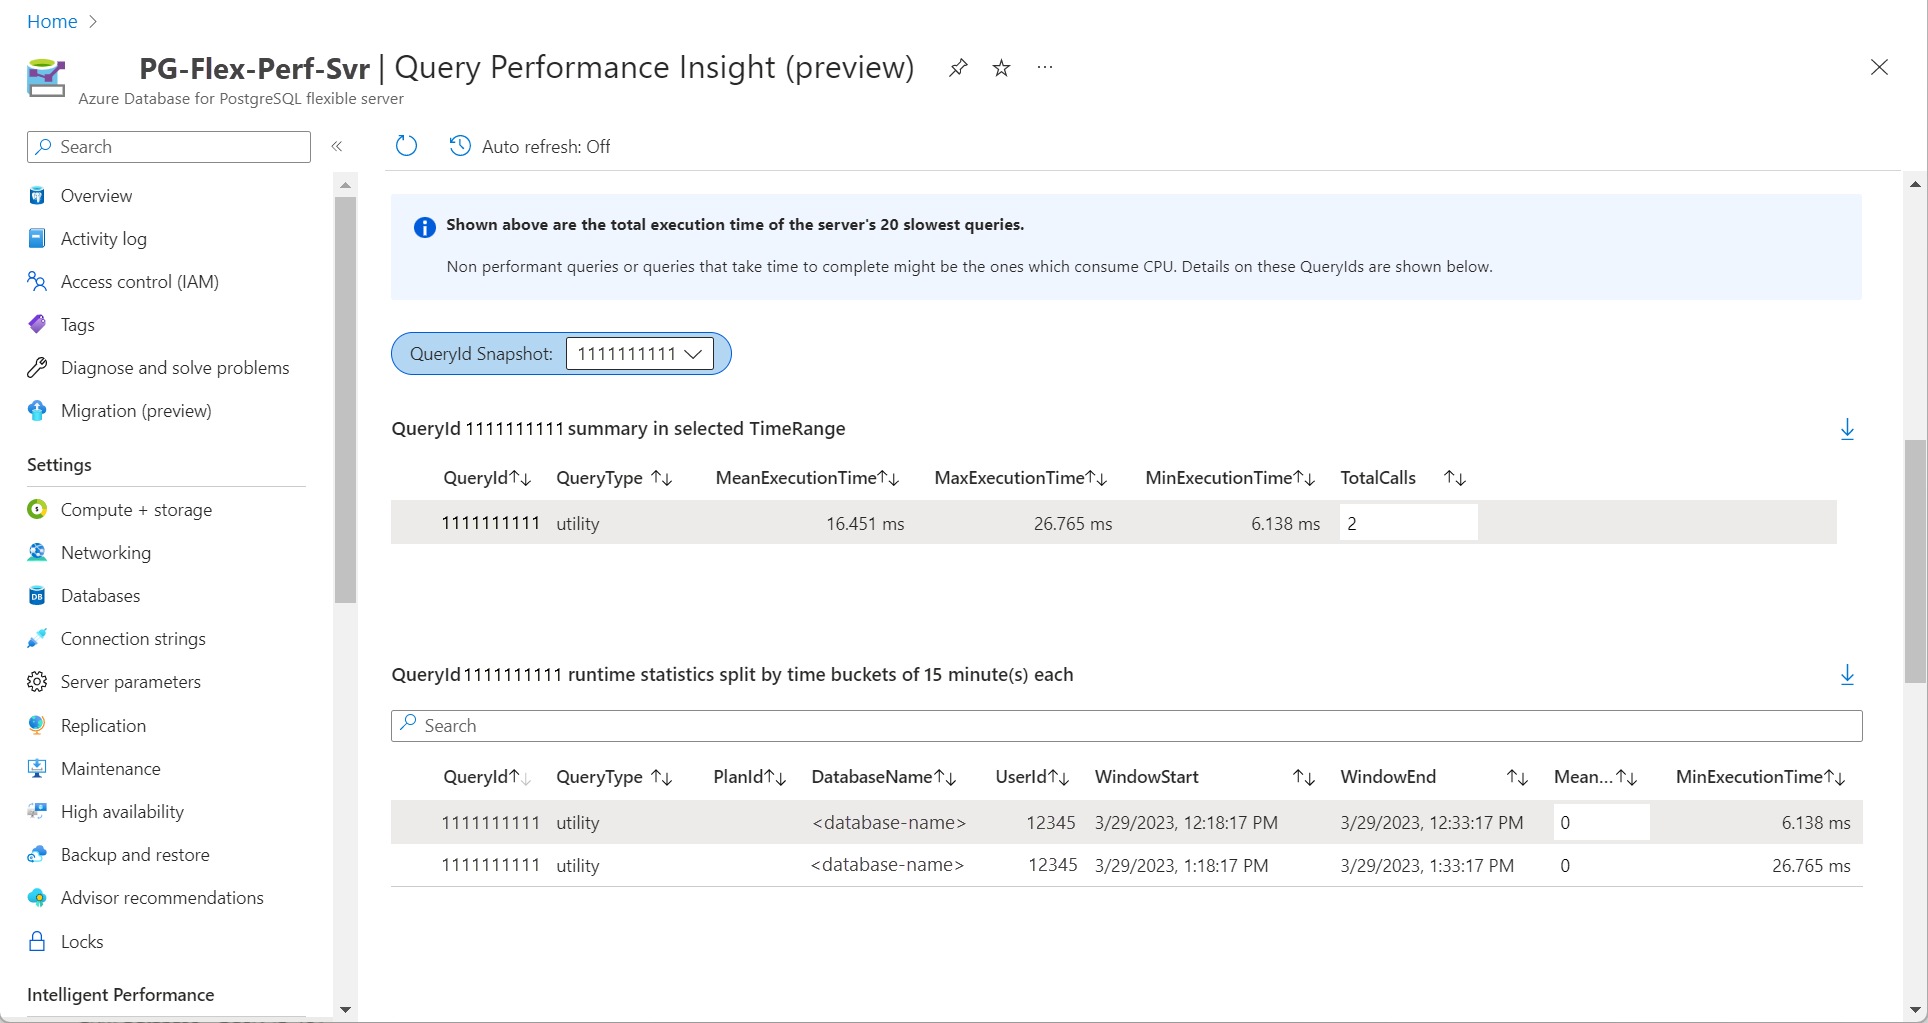 Home
PG-Flex-Perf-Svr | Query Performance Insight (preview)
Azure Database for PostgreSQL flexible server
Search
Auto refresh: Off
Overview
Activity log
Access control (IAM)
Tags
Diagnose and solve problems
Migration (preview)
Settings
Compute + storage
Networking
Databases
Connection strings
Server parameters
Replication
Maintenance
High availability
Backup and restore
Advisor recommendations
Locks
Intelligent Performance
Shown above are the total execution time of the server's 20 slowest queries.
Non performant queries or queries that take time to complete might be the ones which consume CPU. Details on these QueryIds are shown below.
QueryId Snapshot: 1111111111
QueryId 1111111111 summary in selected TimeRange
QueryId QueryType MeanExecutionTime MaxExecutionTime MinExecutionTime TotalCalls
1111111111 utility 16.451 ms 26.765 ms 6.138 ms 2
QueryId 1111111111 runtime statistics split by time buckets of 15 minute(s) each
Search
QueryId QueryType PlanId DatabaseName UserId WindowStart WindowEnd Mean... MinExecutionTime
1111111111 utility <database-name> 12345 3/29/2023, 12:18:17 PM 3/29/2023, 12:33:17 PM 0 6.138 ms
1111111111 utility <database-name> 12345 3/29/2023, 1:18:17 PM 3/29/2023, 1:33:17 PM 0 26.765 ms